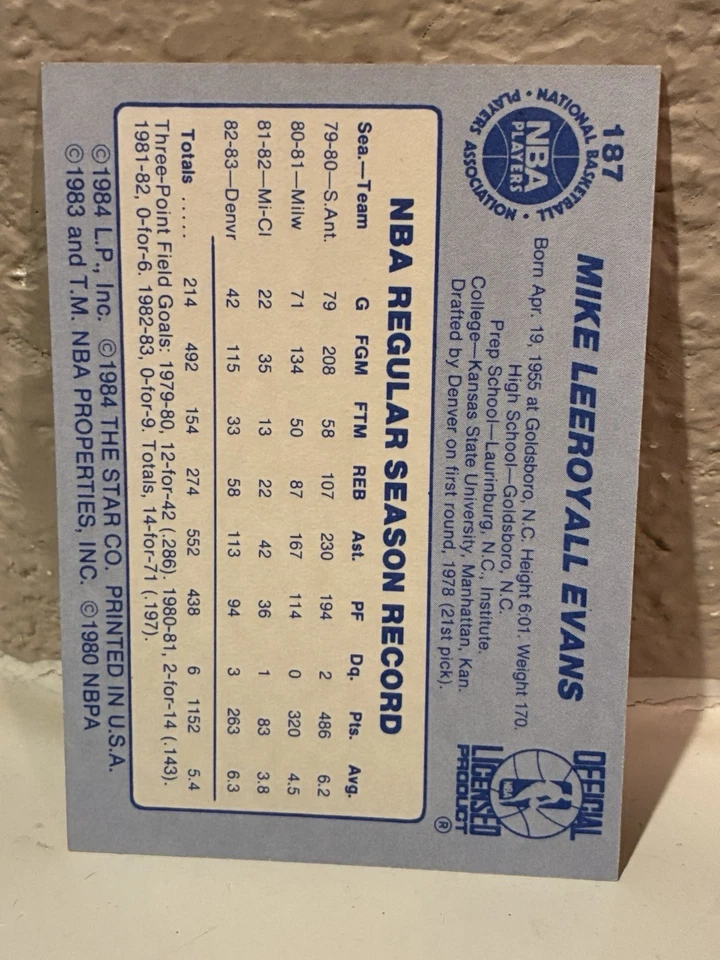 187
NATIONAL BASKETBALL
PLAYERS ASSOCIATION
NBA
PLAYERS
MIKE LEEROYALL EVANS
Born Apr. 19, 1955 at Goldsboro, N.C. Height 6:01. Weight 170.
High School—Goldsboro, N.C.
Prep School—Laurinburg, N.C., Institute.
College—Kansas State University, Manhattan, Kan.
Drafted by Denver on first round, 1978 (21st pick).
OFFICIAL
NBA
LICENSED
PRODUCT ®
NBA REGULAR SEASON RECORD
Sea.—Team G FGM FTM REB Ast. PF Dq. Pts. Avg.
79-80—S.Ant. 79 208 58 107 230 194 2 486 6.2
80-81—Milw 71 134 50 87 167 114 0 320 4.5
81-82—Mi-Cl 22 35 13 22 42 36 1 83 3.8
82-83—Denvr 42 115 33 58 113 94 3 263 6.3
Totals ..... 214 492 154 274 552 438 6 1152 5.4
Three-Point Field Goals: 1979-80, 12-for-42 (.286). 1980-81, 2-for-14 (.143).
1981-82, 0-for-6. 1982-83, 0-for-9. Totals, 14-for-71 (.197).
©1984 L.P., Inc. ©1984 THE STAR CO. PRINTED IN U.S.A.
©1983 and T.M. NBA PROPERTIES, INC. ©1980 NBPA